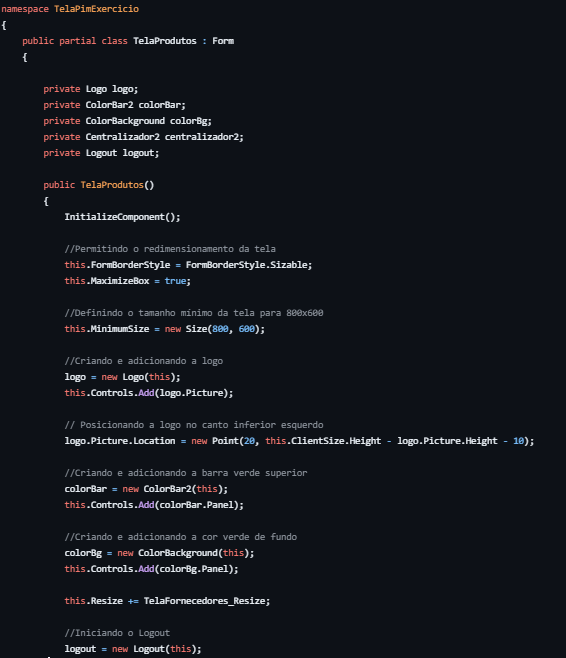 namespace TelaPimExercicio
{
public partial class TelaProdutos : Form
{
private Logo logo;
private ColorBar2 colorBar;
private ColorBackground colorBg;
private Centralizador2 centralizador2;
private Logout logout;
public TelaProdutos()
{
InitializeComponent();
//Permitindo o redimensionamento da tela
this.FormBorderStyle = FormBorderStyle.Sizable;
this.MaximizeBox = true;
//Definindo o tamanho mínimo da tela para 800x600
this.MinimumSize = new Size(800, 600);
//Criando e adicionando a logo
logo = new Logo(this);
this.Controls.Add(logo.Picture);
// Posicionando a logo no canto inferior esquerdo
logo.Picture.Location = new Point(20, this.ClientSize.Height - logo.Picture.Height - 10);
//Criando e adicionando a barra verde superior
colorBar = new ColorBar2(this);
this.Controls.Add(colorBar.Panel);
//Criando e adicionando a cor verde de fundo
colorBg = new ColorBackground(this);
this.Controls.Add(colorBg.Panel);
this.Resize += TelaFornecedores_Resize;
//Iniciando o Logout
logout = new Logout(this);